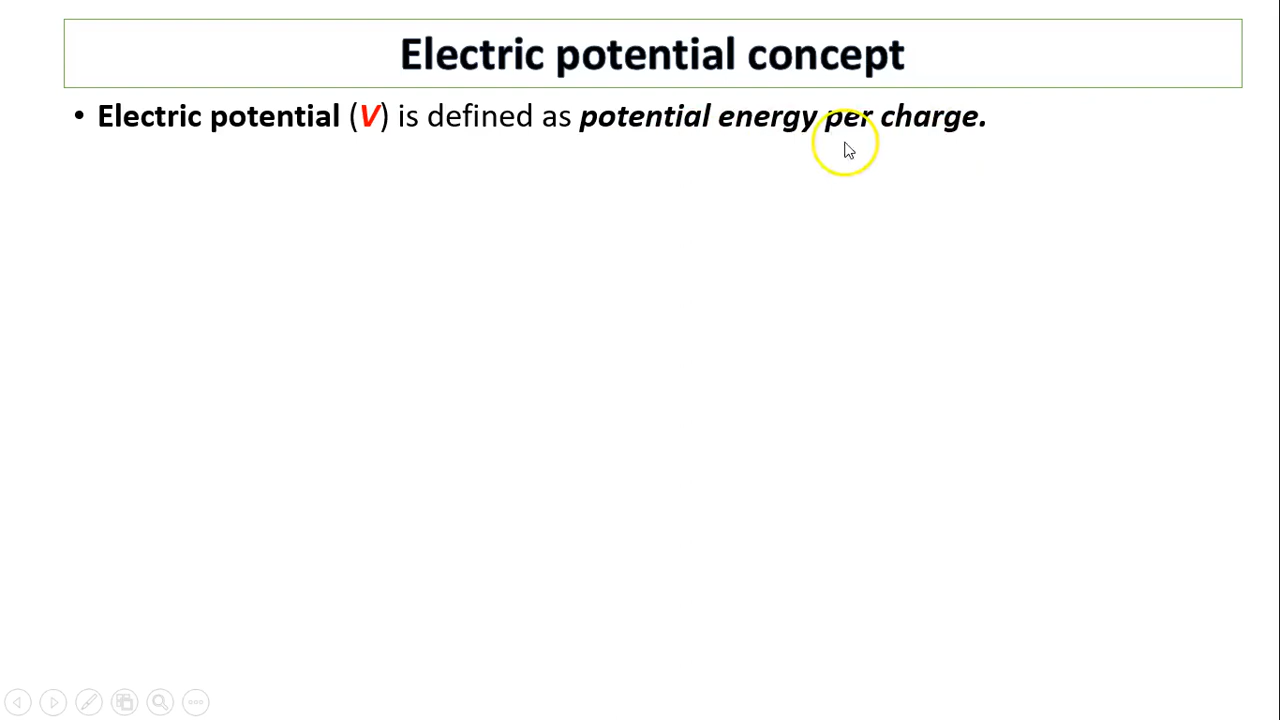 Electric potential concept
• Electric potential (V) is defined as potential energy per charge.